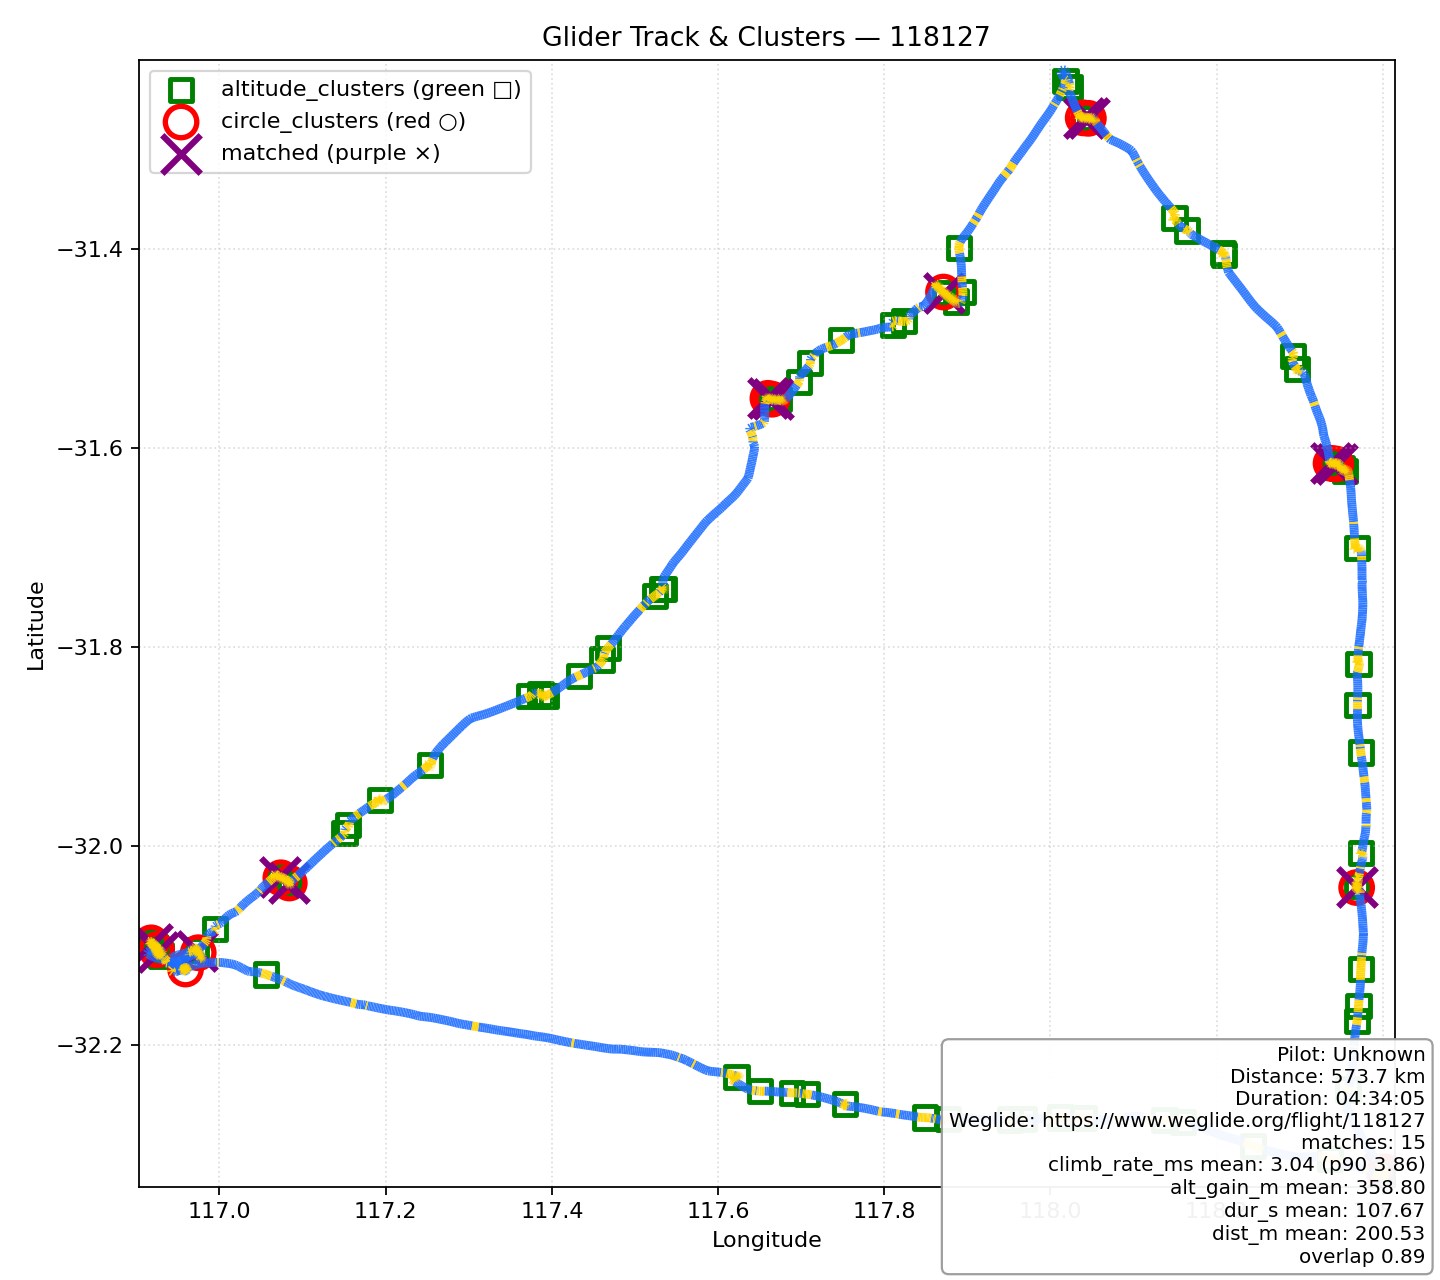 Glider Track & Clusters — 118127
altitude_clusters (green □)
circle_clusters (red ○)
matched (purple ×)
−31.4
−31.6
−31.8
−32.0
−32.2
Latitude
117.0
117.2
117.4
117.6
117.8
118.0
Longitude
Pilot: Unknown
Distance: 573.7 km
Duration: 04:34:05
Weglide: https://www.weglide.org/flight/118127
matches: 15
climb_rate_ms mean: 3.04 (p90 3.86)
alt_gain_m mean: 358.80
dur_s mean: 107.67
dist_m mean: 200.53
overlap 0.89